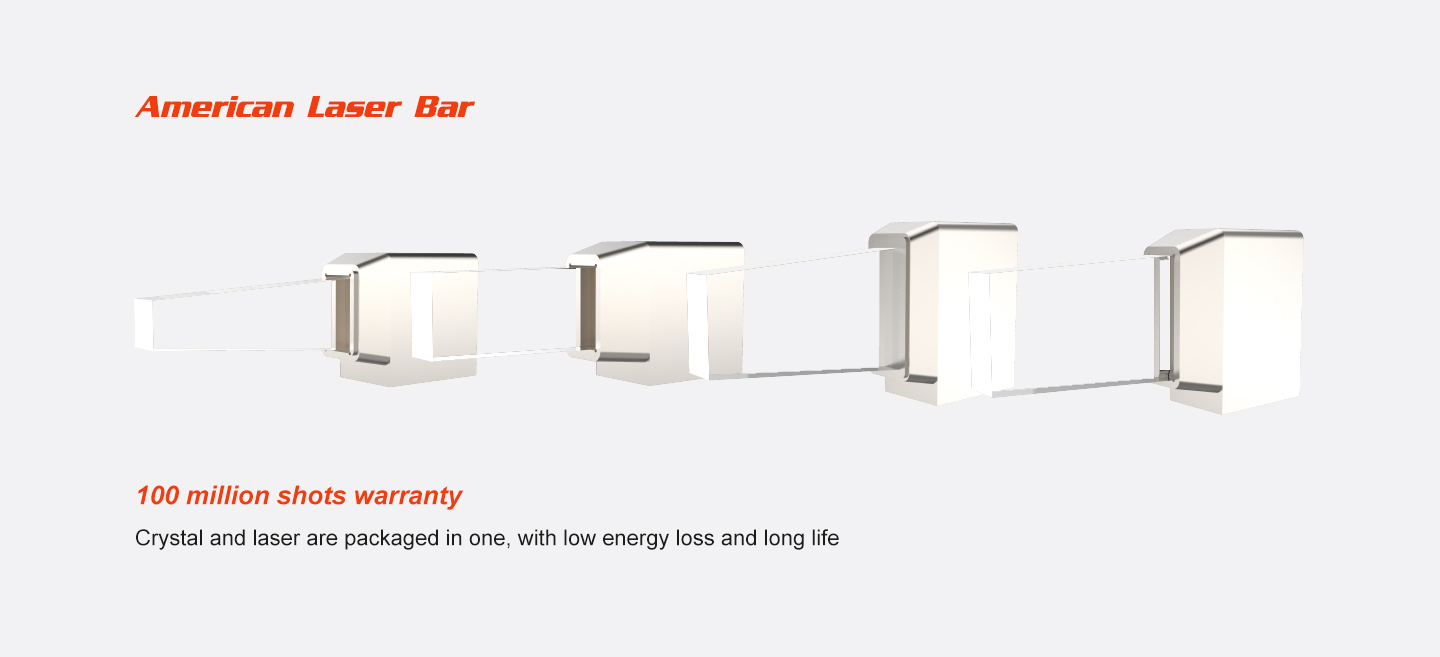 American Laser Bar
100 million shots warranty
Crystal and laser are packaged in one, with low energy loss and long life